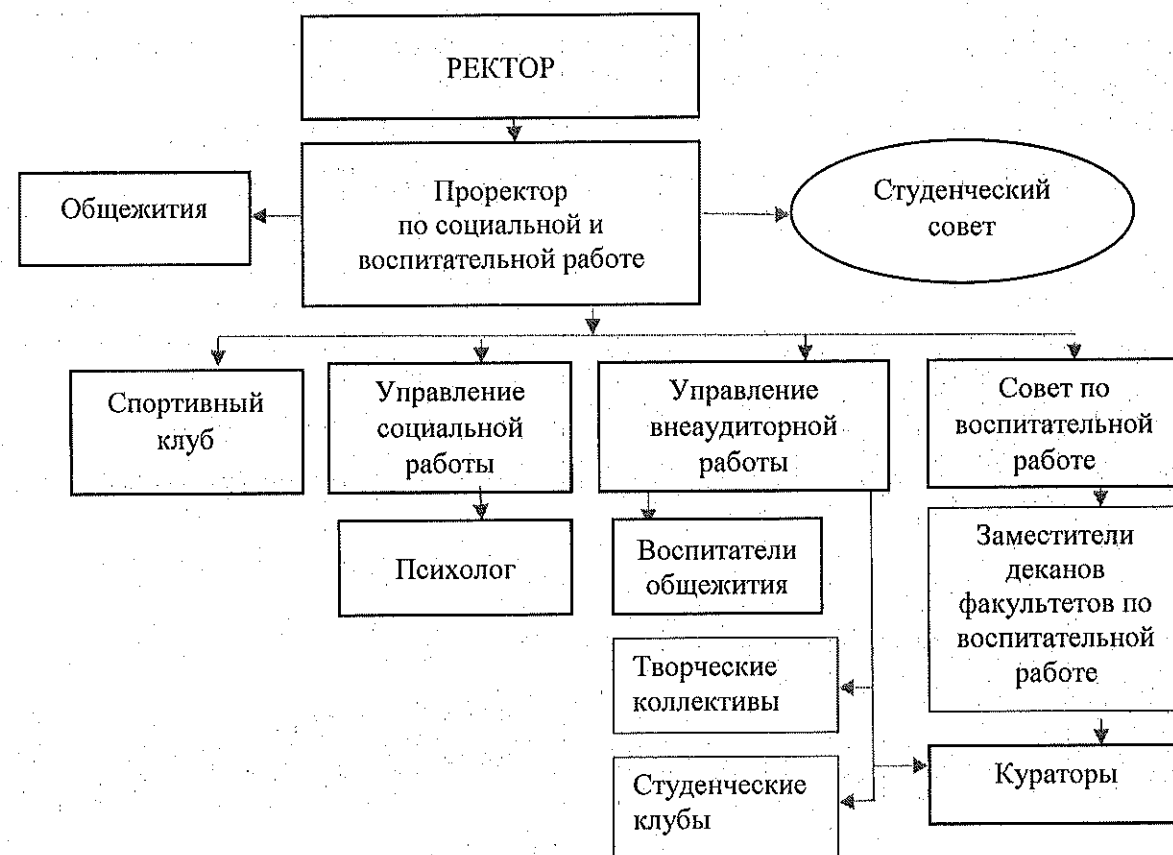 РЕКТОР
Общежития
Проректор
по социальной и
воспитательной работе
Студенческий
совет
Спортивный
клуб
Управление
социальной
работы
Управление
внеаудиторной
работы
Совет по
воспитательной
работе
Психолог
Воспитатели
общежития
Заместители
деканов
факультетов по
воспитательной
работе
Творческие
коллективы
Студенческие
клубы
Кураторы